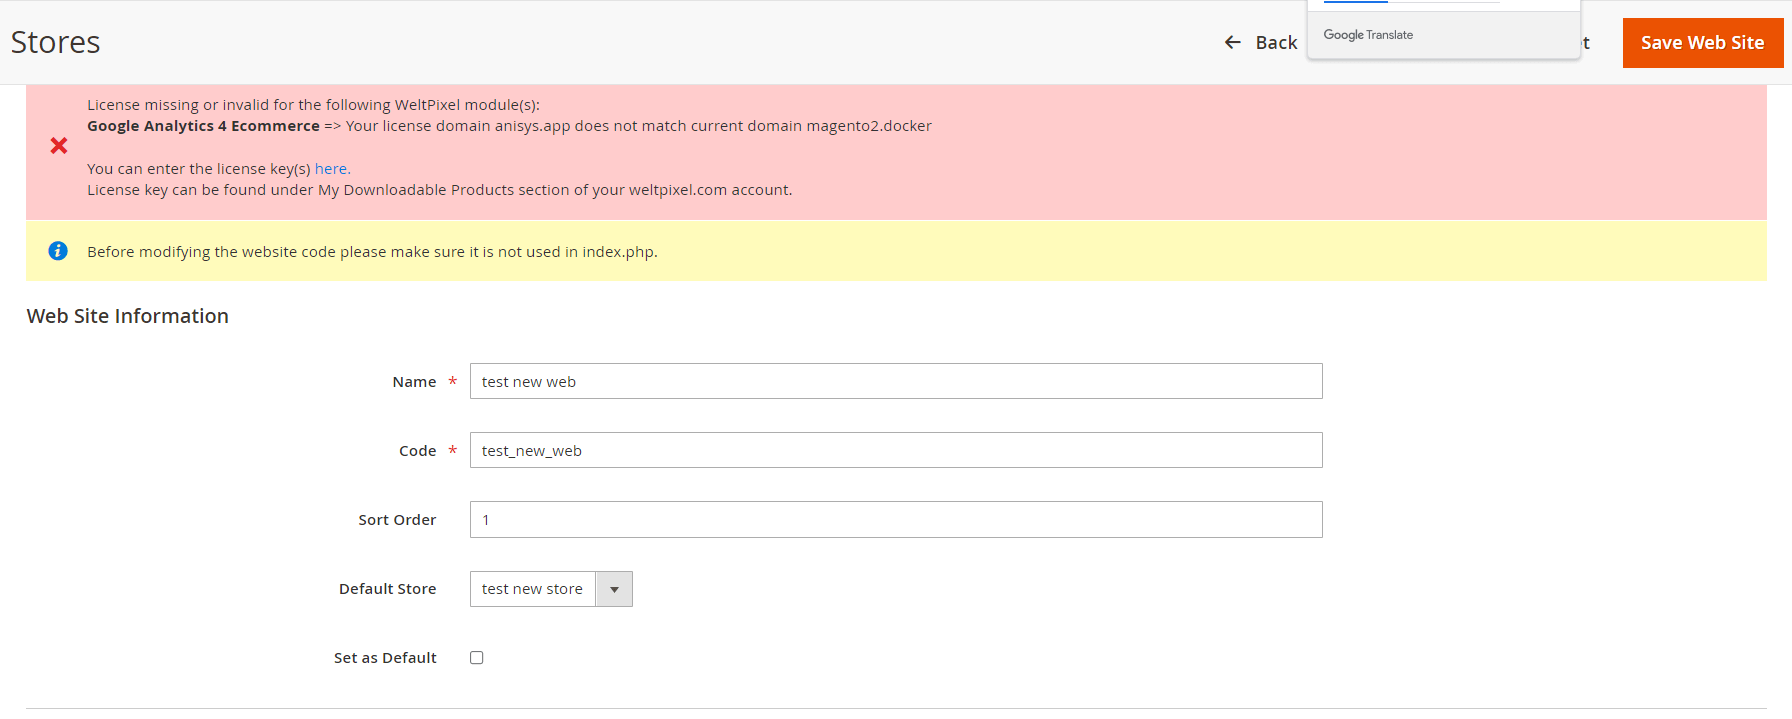 Stores
Back
Google Translate
t
Save Web Site
License missing or invalid for the following WeltPixel module(s):
Google Analytics 4 Ecommerce => Your license domain anisys.app does not match current domain magento2.docker
You can enter the license key(s) here.
License key can be found under My Downloadable Products section of your weltpixel.com account.
Before modifying the website code please make sure it is not used in index.php.
Web Site Information
Name *
test new web
Code *
test_new_web
Sort Order
1
Default Store
test new store
Set as Default